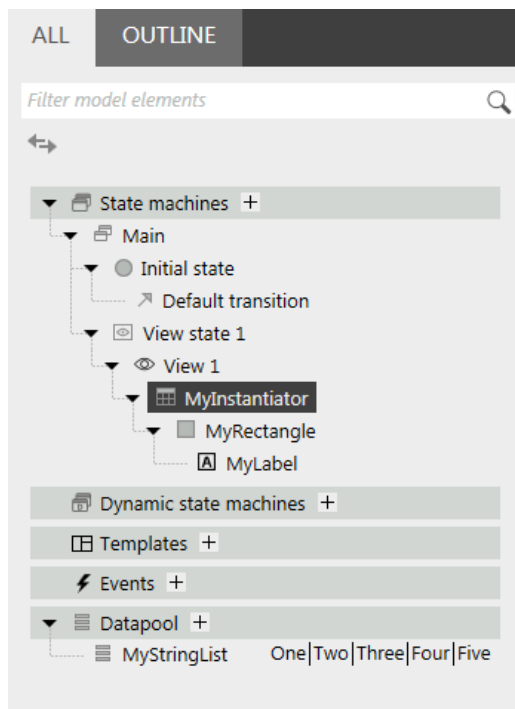 ALL OUTLINE
Filter model elements
State machines +
Main
Initial state
Default transition
View state 1
View 1
MyInstantiator
MyRectangle
A MyLabel
Dynamic state machines +
Templates +
Events +
Datapool +
MyStringList One|Two|Three|Four|Five